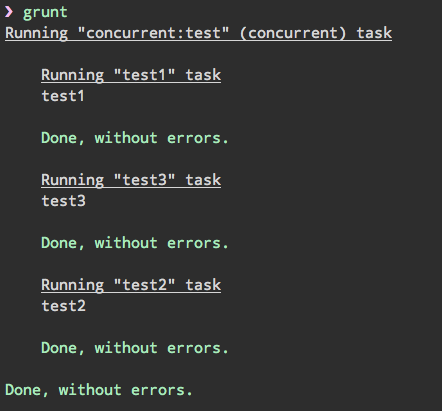 ❯ grunt
Running "concurrent:test" (concurrent) task
Running "test1" task
test1
Done, without errors.
Running "test3" task
test3
Done, without errors.
Running "test2" task
test2
Done, without errors.
Done, without errors.